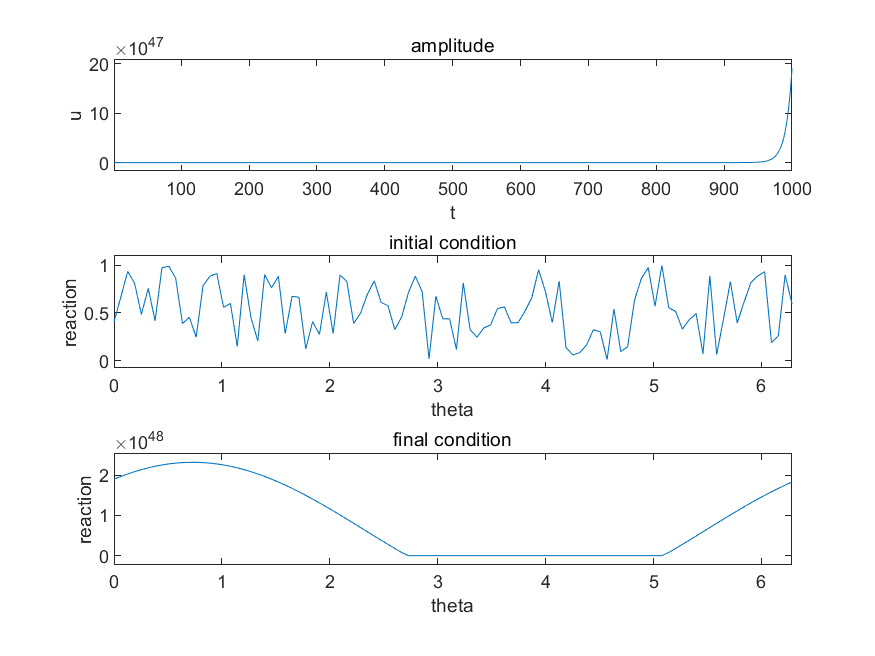 amplitude
×10^47
20
10
0
u
100 200 300 400 500 600 700 800 900 1000
t
initial condition
1
0.5
0
reaction
0 1 2 3 4 5 6
theta
final condition
×10^48
2
1
0
reaction
0 1 2 3 4 5 6
theta